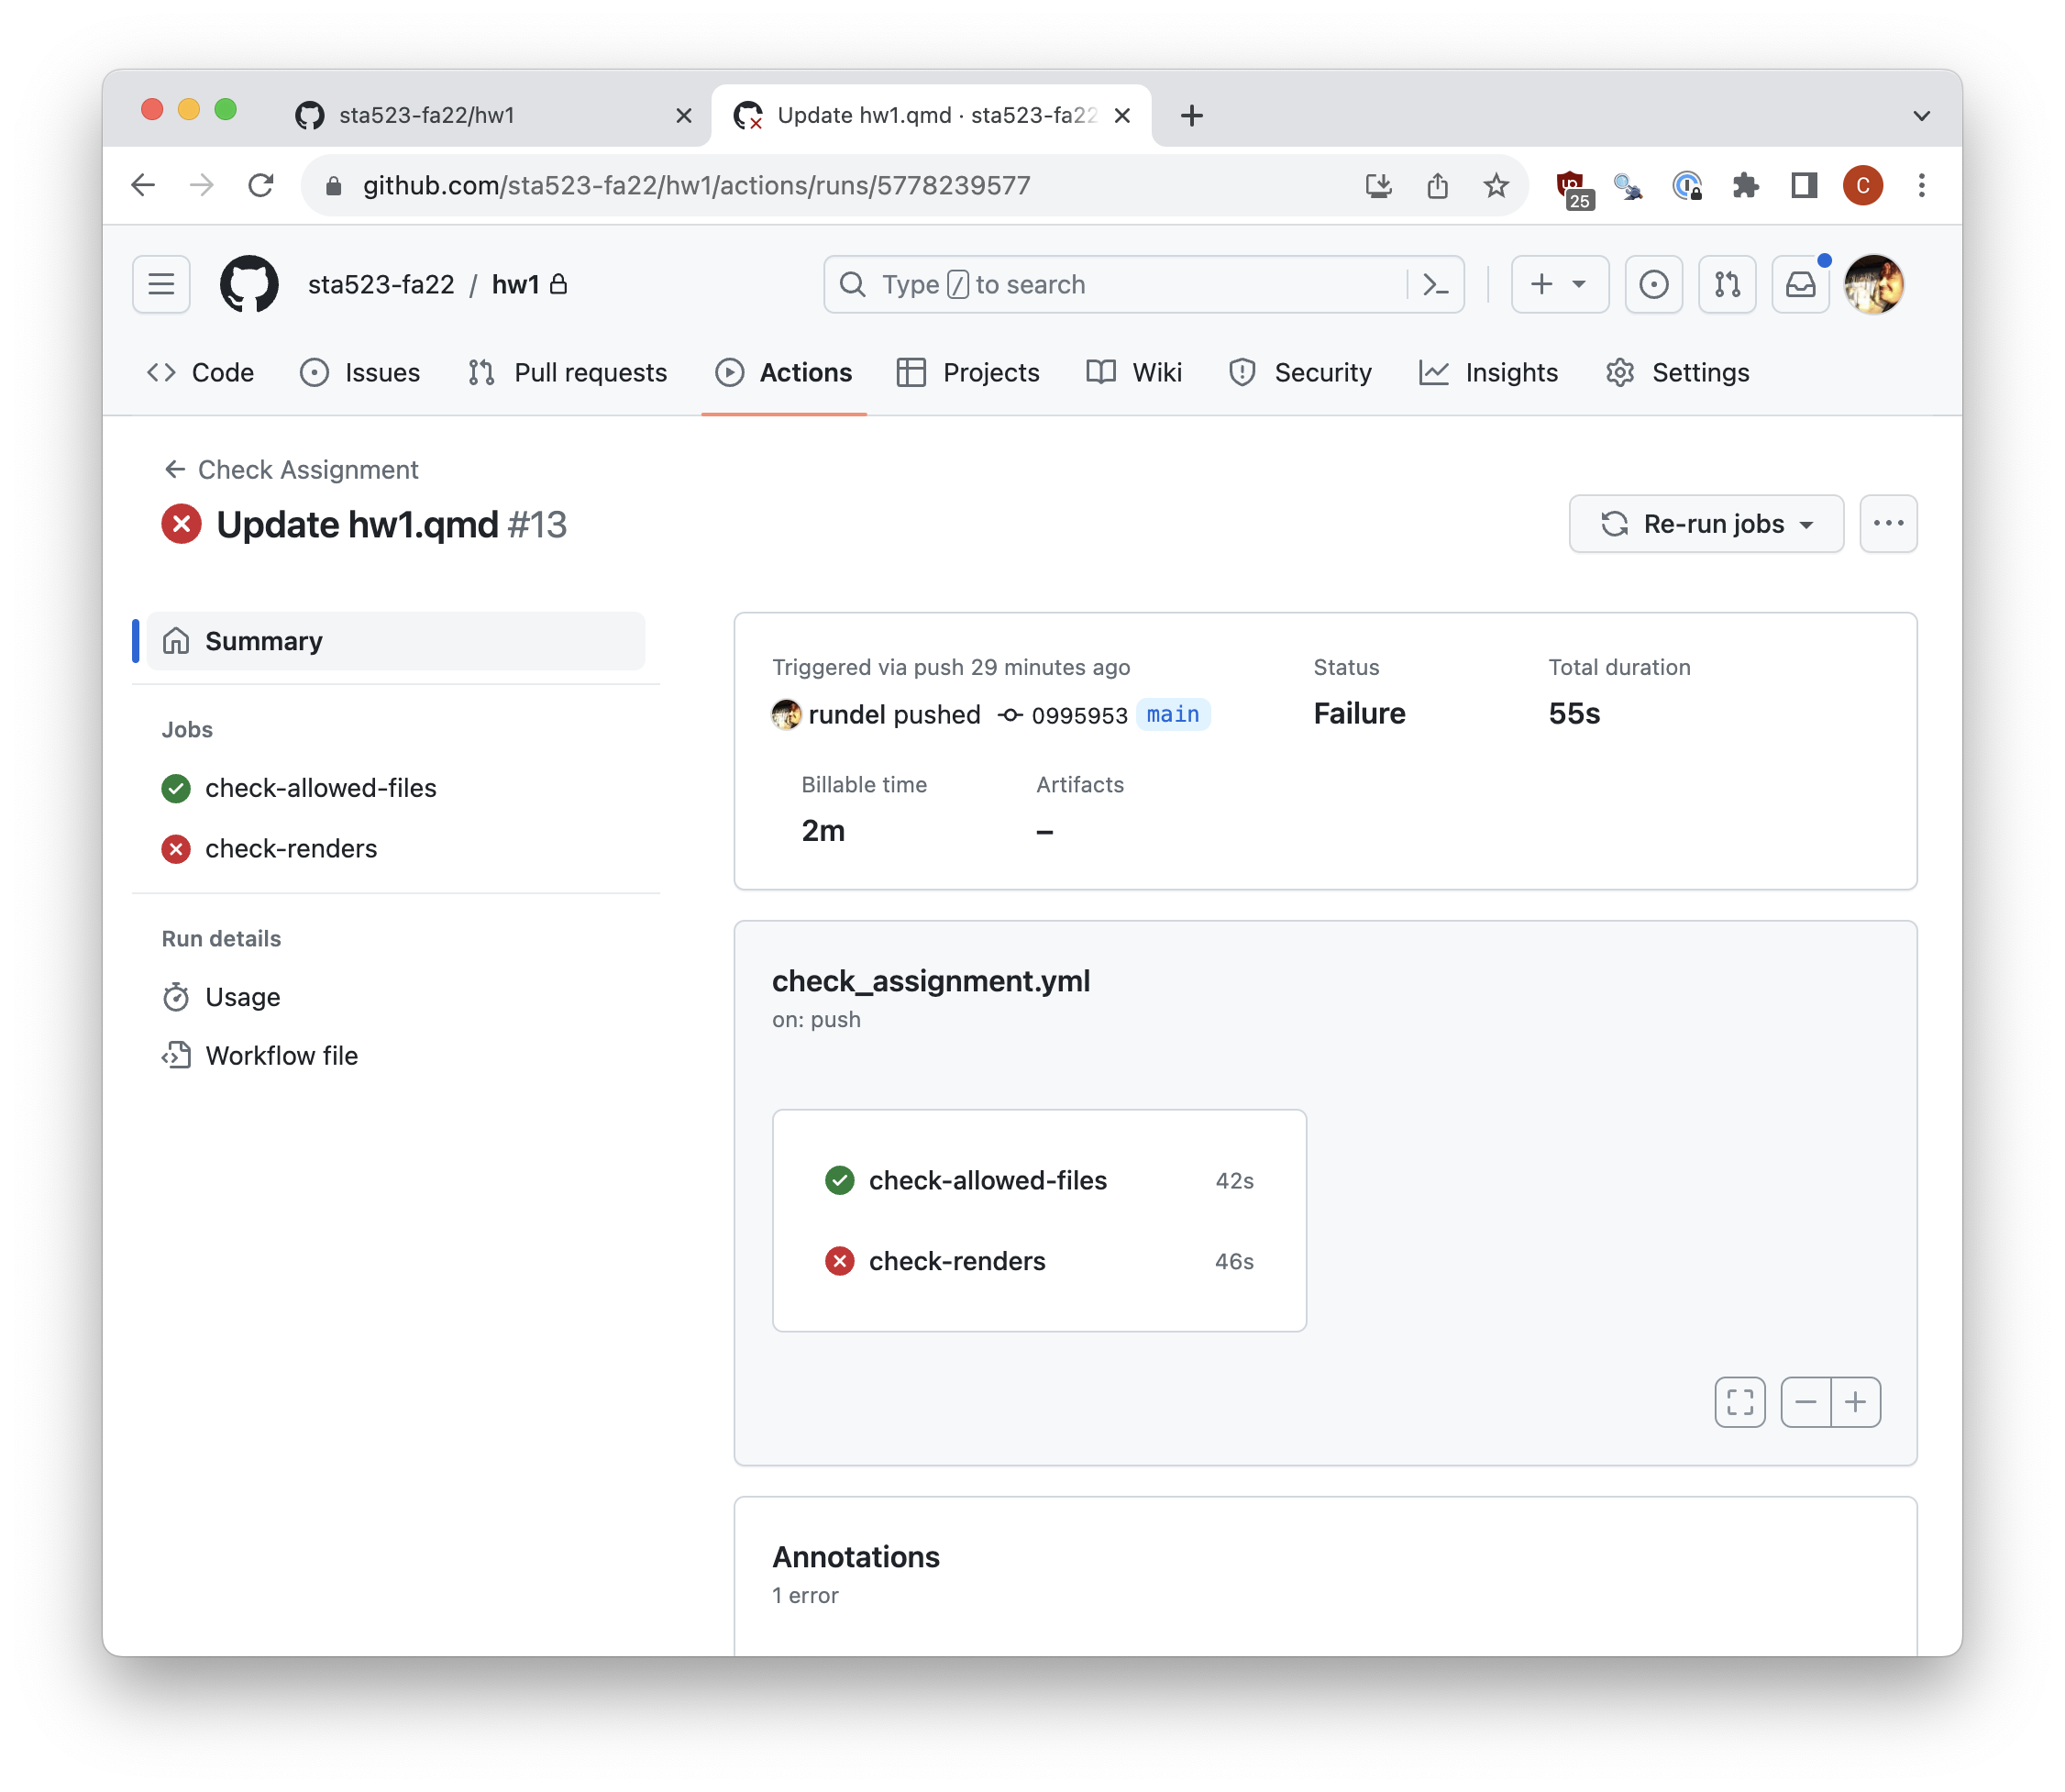 sta523-fa22/hw1
Update hw1.qmd · sta523-fa22
github.com/sta523-fa22/hw1/actions/runs/5778239577
25
C
sta523-fa22 / hw1
Type / to search
Code
Issues
Pull requests
Actions
Projects
Wiki
Security
Insights
Settings
Check Assignment
Update hw1.qmd #13
Re-run jobs
Summary
Jobs
check-allowed-files
check-renders
Run details
Usage
Workflow file
Triggered via push 29 minutes ago
rundel pushed 0995953 main
Status
Failure
Total duration
55s
Billable time
2m
Artifacts
–
check_assignment.yml
on: push
check-allowed-files 42s
check-renders 46s
Annotations
1 error